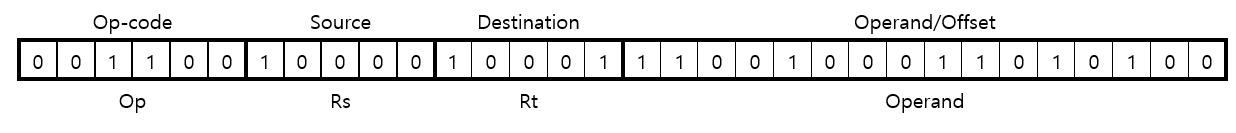 Op-code Source Destination Operand/Offset
0 0 1 1 0 0 1 0 0 0 0 1 0 0 0 1 1 1 0 0 1 0 0 0 1 1 0 1 0 1 0 0
Op Rs Rt Operand